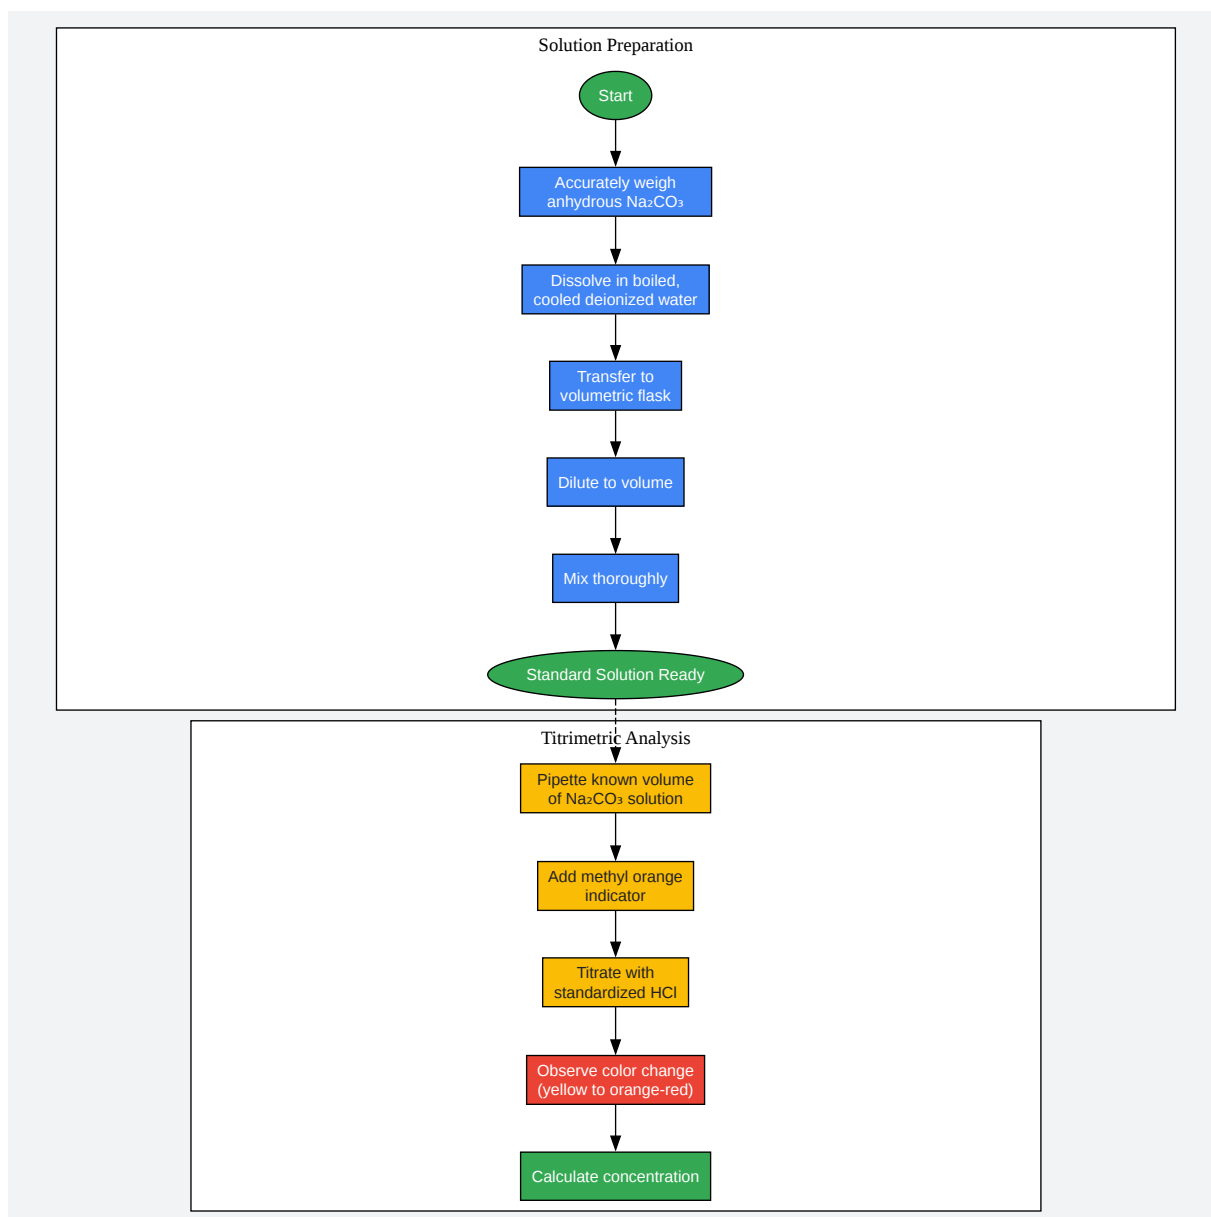 Solution Preparation
Start
Accurately weigh
anhydrous Na₂CO₃
Dissolve in boiled,
cooled deionized water
Transfer to
volumetric flask
Dilute to volume
Mix thoroughly
Standard Solution Ready
Titrimetric Analysis
Pipette known volume
of Na₂CO₃ solution
Add methyl orange
indicator
Titrate with
standardized HCl
Observe color change
(yellow to orange-red)
Calculate concentration